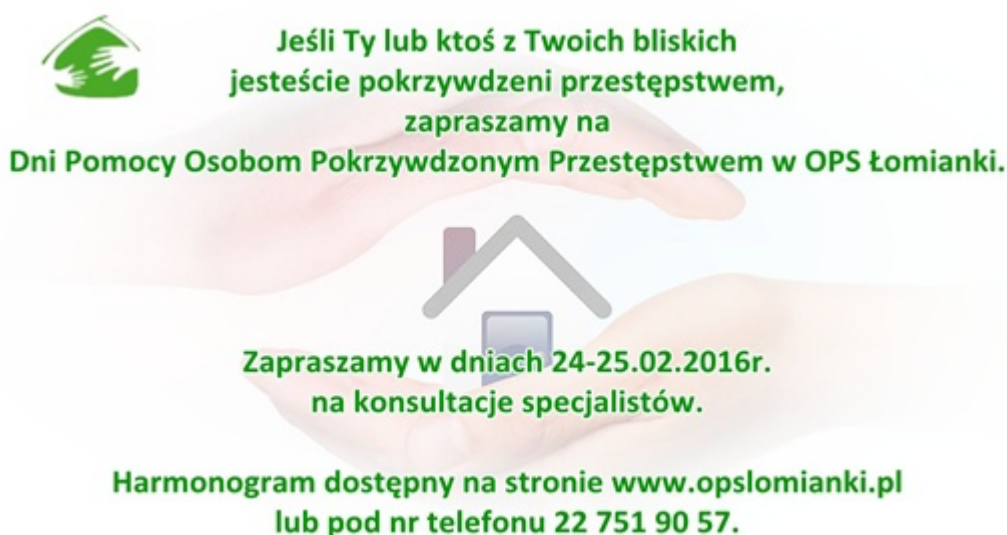 Jeśli Ty lub ktoś z Twoich bliskich
jesteście pokrzywdzeni przestępstwem,
zapraszamy na
Dni Pomocy Osobom Pokrzywdzonym Przestępstwem w OPS Łomianki.
Zapraszamy w dniach 24-25.02.2016r.
na konsultacje specjalistów.
Harmonogram dostępny na stronie www.opslomianki.pl
lub pod nr telefonu 22 751 90 57.